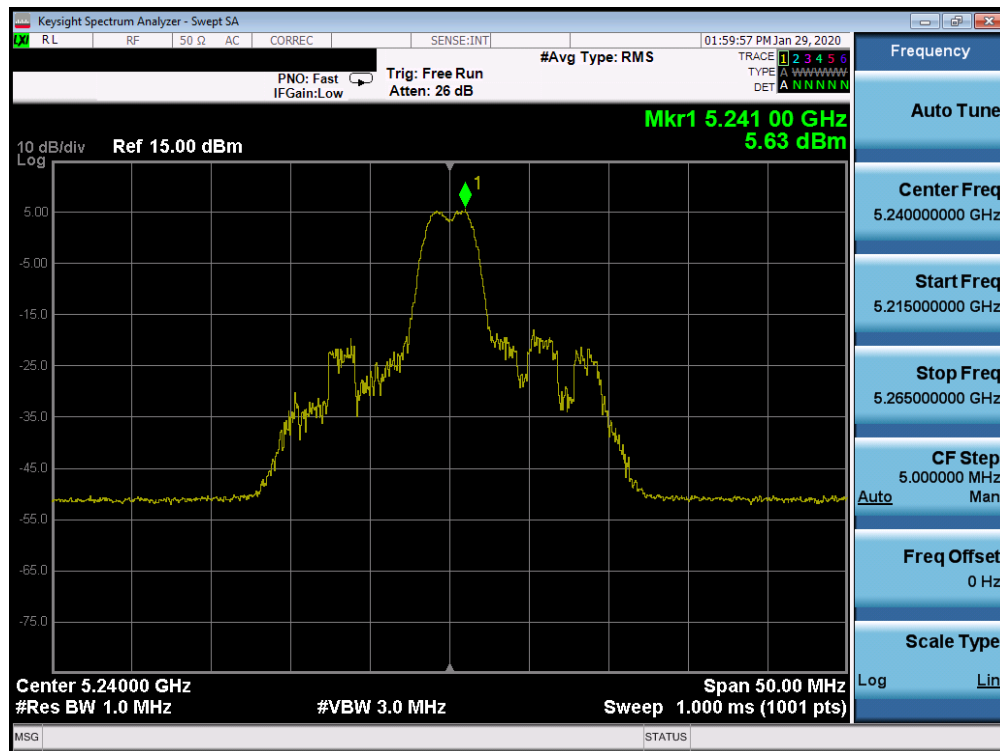 Keysight Spectrum Analyzer - Swept SA
LXI RL RF 50 Ω AC CORREC SENSE:INT 01:59:57 PM Jan 29, 2020
#Avg Type: RMS TRACE 1 2 3 4 5 6
PNO: Fast Trig: Free Run TYPE A WWWWW
IFGain:Low Atten: 26 dB DET A N N N N N
Mkr1 5.241 00 GHz
5.63 dBm
10 dB/div Ref 15.00 dBm
Log
1
5.00
-5.00
-15.0
-25.0
-35.0
-45.0
-55.0
-65.0
-75.0
Center 5.24000 GHz Span 50.00 MHz
#Res BW 1.0 MHz #VBW 3.0 MHz Sweep 1.000 ms (1001 pts)
MSG STATUS
Frequency
Auto Tune
Center Freq
5.240000000 GHz
Start Freq
5.215000000 GHz
Stop Freq
5.265000000 GHz
CF Step
5.000000 MHz
Auto Man
Freq Offset
0 Hz
Scale Type
Log Lin